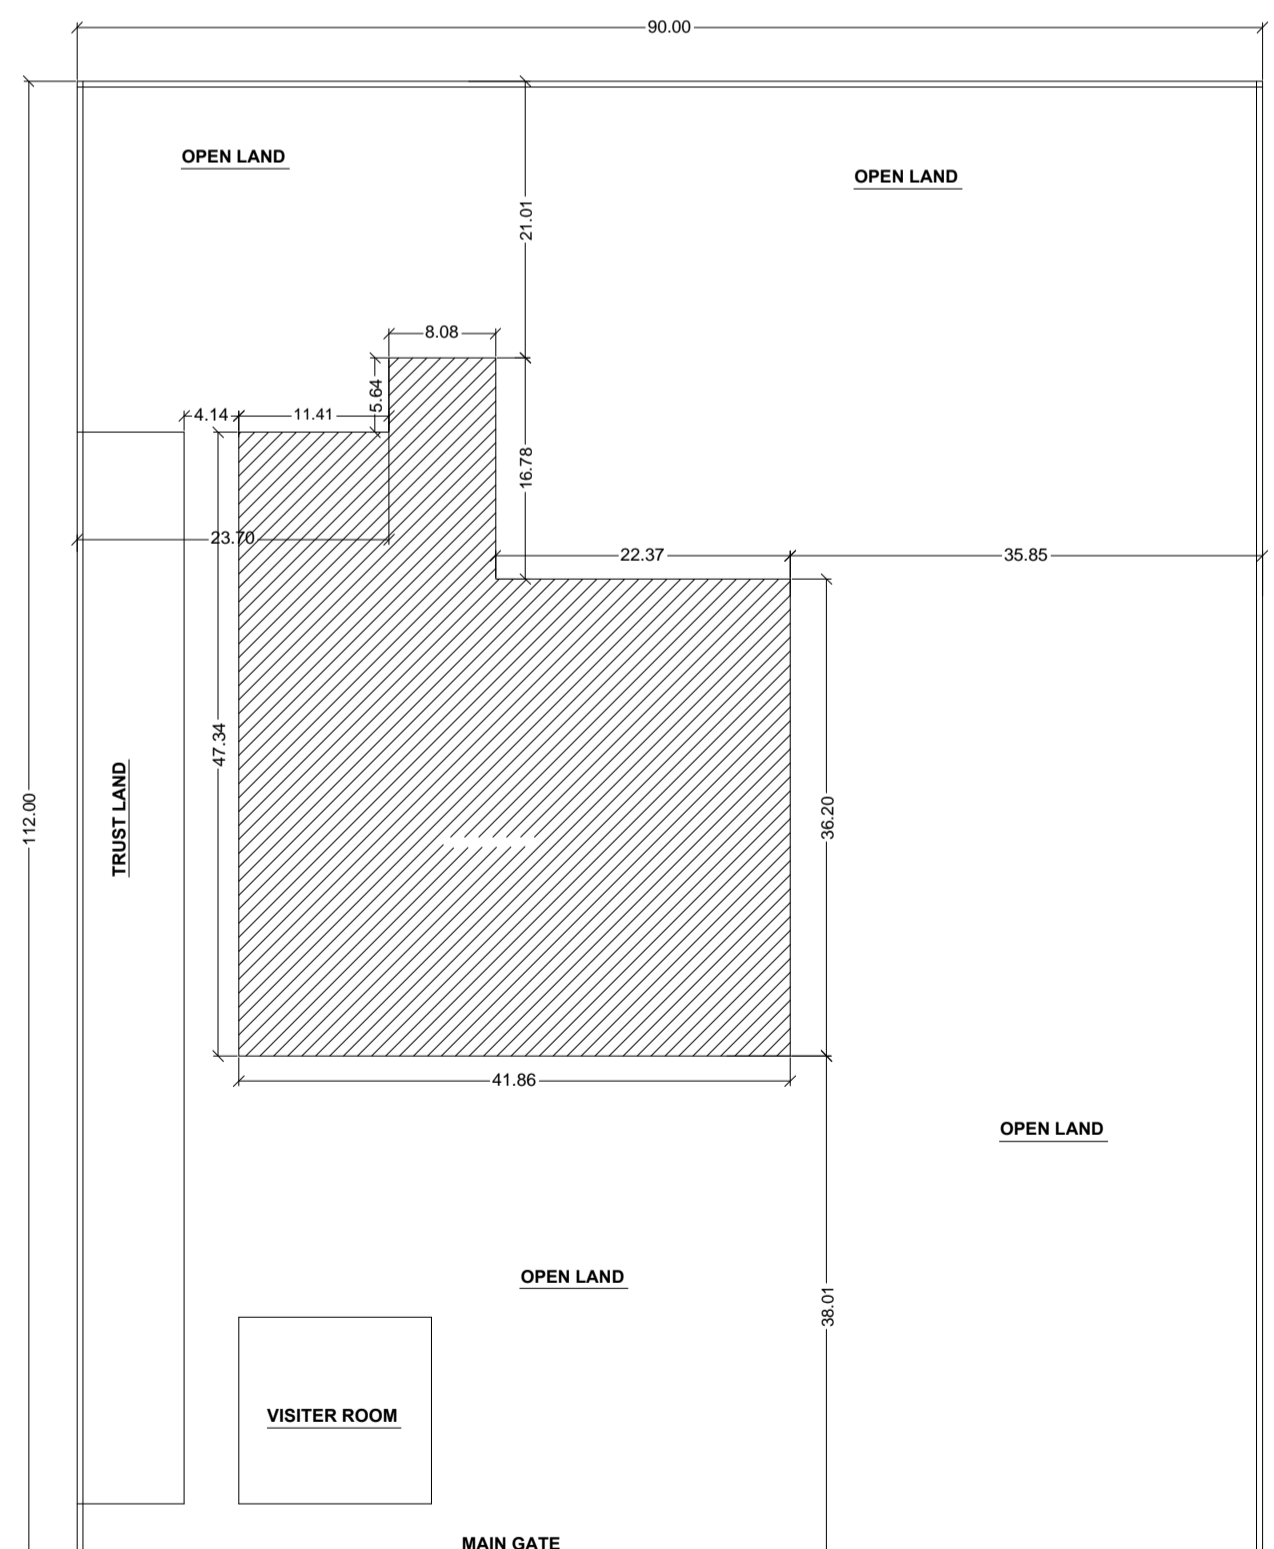 90.00
OPEN LAND
OPEN LAND
21.01
8.08
5.64
4.14
11.41
16.78
23.70
22.37
35.85
47.34
TRUST LAND
112.00
36.20
41.86
OPEN LAND
OPEN LAND
38.01
VISITER ROOM
MAIN GATE